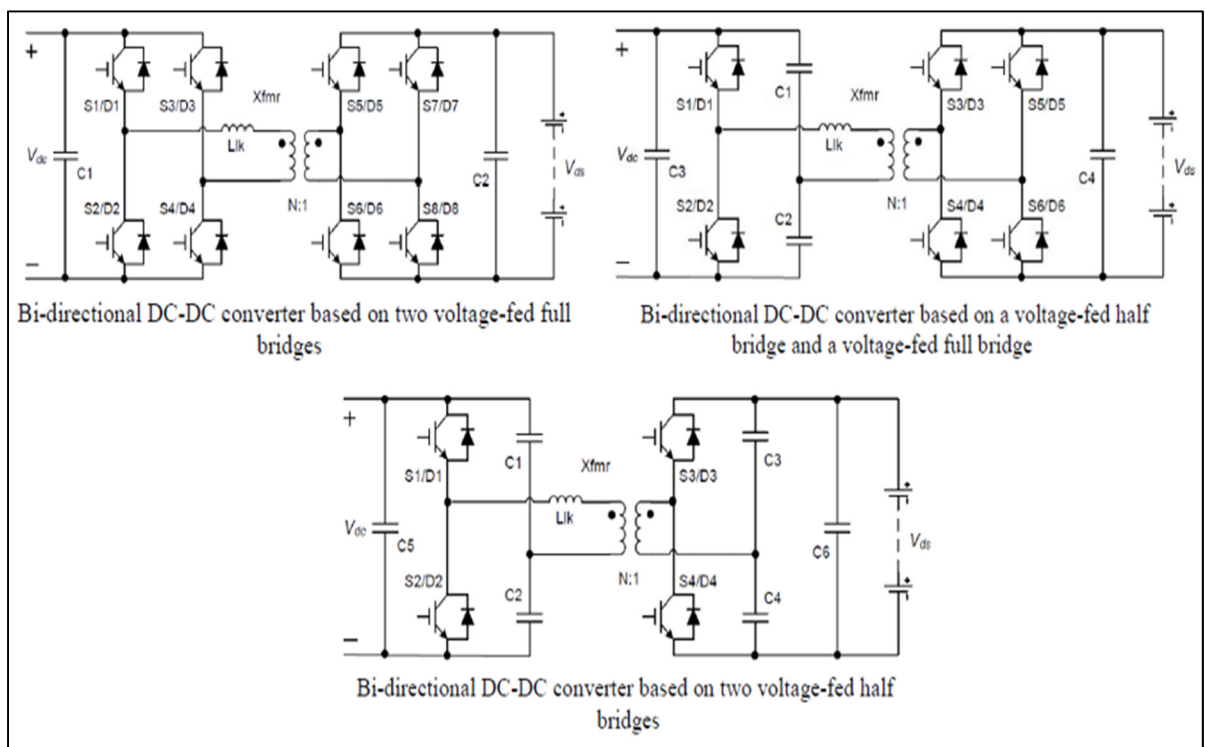 +
S1/D1
S3/D3
Xfmr
S5/D5
S7/D7
Vdc
C1
Llk
C2
Vds
N:1
S2/D2
S4/D4
S6/D6
S8/D8
−
Bi-directional DC-DC converter based on two voltage-fed full
bridges
+
S1/D1
C1
Xfmr
S3/D3
S5/D5
Vdc
C3
Llk
C4
Vds
S2/D2
C2
N:1
S4/D4
S6/D6
−
Bi-directional DC-DC converter based on a voltage-fed half
bridge and a voltage-fed full bridge
+
S1/D1
C1
Xfmr
S3/D3
C3
Vdc
C5
Llk
C6
Vds
S2/D2
C2
N:1
S4/D4
C4
−
Bi-directional DC-DC converter based on two voltage-fed half
bridges